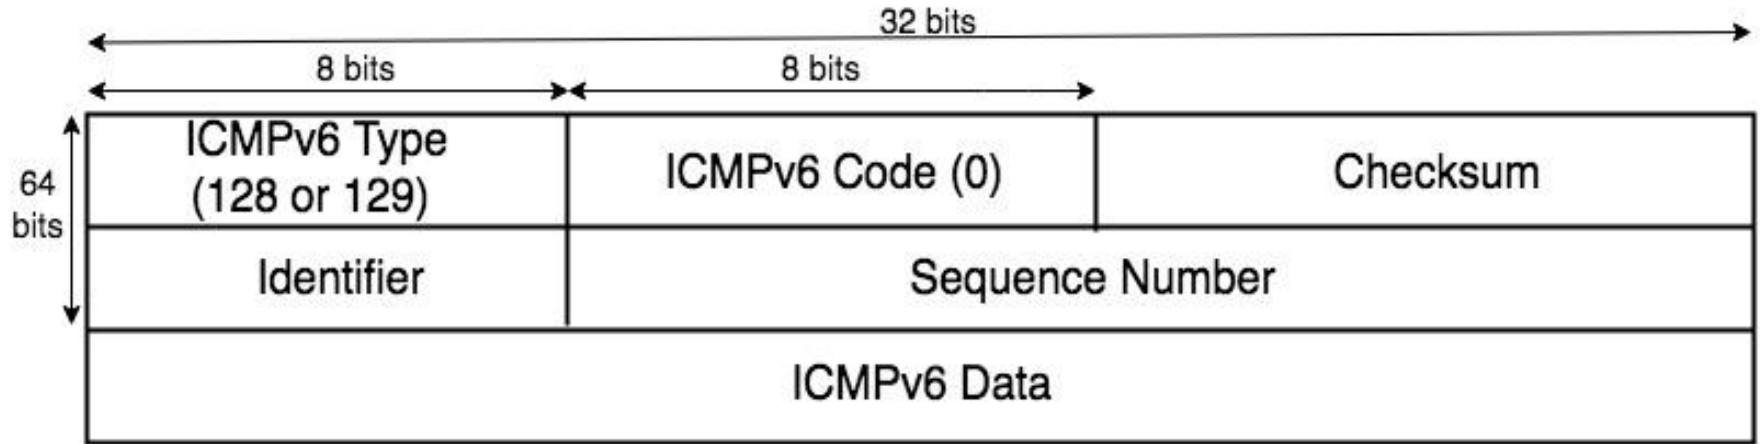 32 bits
8 bits
8 bits
64
bits
ICMPv6 Type
(128 or 129)
ICMPv6 Code (0)
Checksum
Identifier
Sequence Number
ICMPv6 Data